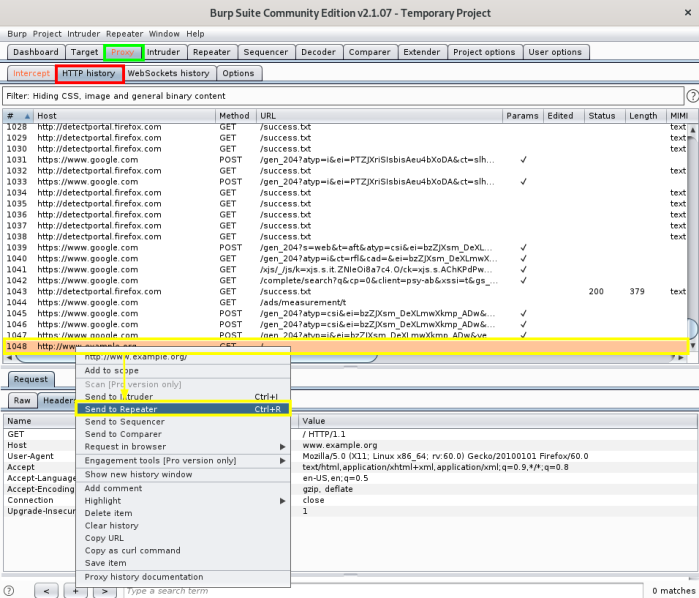 Burp Suite Community Edition v2.1.07 - Temporary Project
Burp Project Intruder Repeater Window Help
Dashboard Target Proxy Intruder Repeater Sequencer Decoder Comparer Extender Project options User options
Intercept HTTP history WebSockets history Options
Filter: Hiding CSS, image and general binary content
# Host Method URL Params Edited Status Length MIMI
1028 http://detectportal.firefox.com GET /success.txt text
1029 http://detectportal.firefox.com GET /success.txt text
1030 http://detectportal.firefox.com GET /success.txt text
1031 https://www.google.com POST /gen_204?atyp=i&ei=PTZJXriSIsbisAeu4bXoDA&ct=slh... ✓
1032 http://detectportal.firefox.com GET /success.txt text
1033 https://www.google.com POST /gen_204?atyp=i&ei=PTZJXriSIsbisAeu4bXoDA&ct=slh... ✓
1034 http://detectportal.firefox.com GET /success.txt text
1035 http://detectportal.firefox.com GET /success.txt text
1036 http://detectportal.firefox.com GET /success.txt text
1037 http://detectportal.firefox.com GET /success.txt text
1038 http://detectportal.firefox.com GET /success.txt text
1039 https://www.google.com POST /gen_204?s=web&t=aft&atyp=csi&ei=bzZJXsm_DeXL... ✓
1040 https://www.google.com GET /gen_204?atyp=i&ct=rfl&cad=&ei=bzZJXsm_DeXLmwX... ✓
1041 https://www.google.com GET /xjs/_/js/k=xjs.s.it.ZNIeOi8a7c4.O/ck=xjs.s.AChKPdPw... ✓
1042 https://www.google.com GET /complete/search?q&cp=0&client=psy-ab&xssi=t&gs_... ✓
1043 http://detectportal.firefox.com GET /success.txt 200 379 text
1044 https://www.google.com GET /ads/measurement/t
1045 https://www.google.com POST /gen_204?atyp=csi&ei=bzZJXsm_DeXLmwXkmp_ADw&... ✓
1046 https://www.google.com POST /gen_204?atyp=csi&ei=bzZJXsm_DeXLmwXkmp_ADw&... ✓
1047 https://www.google.com POST /gen_204?atyp=i&ei=bzZJXsm_DeXLmwXkmp_ADw&ve... ✓
1048 http://www.example.org GET /
http://www.example.org/
Add to scope
Scan [Pro version only]
Send to Intruder Ctrl+I
Send to Repeater Ctrl+R
Send to Sequencer
Send to Comparer
Request in browser
Engagement tools [Pro version only]
Show new history window
Add comment
Highlight
Delete item
Clear history
Copy URL
Copy as curl command
Save item
Proxy history documentation
Request
Raw Headers
Name Value
GET / HTTP/1.1
Host www.example.org
User-Agent Mozilla/5.0 (X11; Linux x86_64; rv:60.0) Gecko/20100101 Firefox/60.0
Accept text/html,application/xhtml+xml,application/xml;q=0.9,*/*;q=0.8
Accept-Language en-US,en;q=0.5
Accept-Encoding gzip, deflate
Connection close
Upgrade-Insecur 1
? < + > Type a search term 0 matches